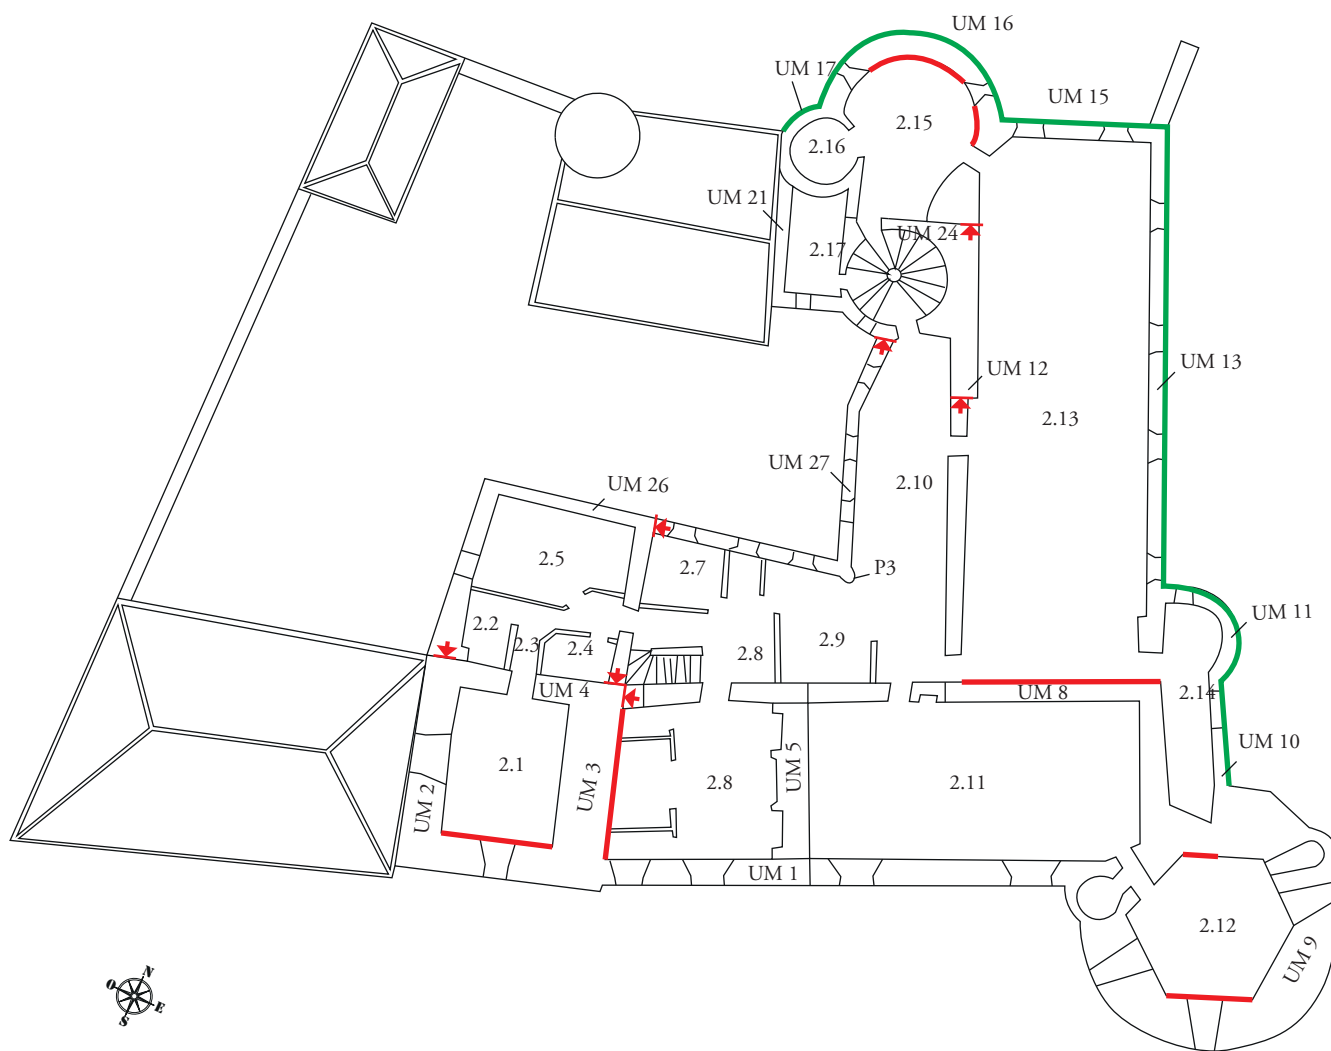 UM 16
UM 17
UM 15
2.15
2.16
UM 21
UM 24
2.17
UM 13
UM 12
2.13
UM 27
2.10
UM 26
2.5
2.7
P3
UM 11
2.2
2.3
2.4
2.8
2.9
UM 4
UM 8
2.14
UM 10
2.1
UM 3
UM 2
2.8
UM 5
2.11
UM 1
2.12
UM 9
N
O
E
S